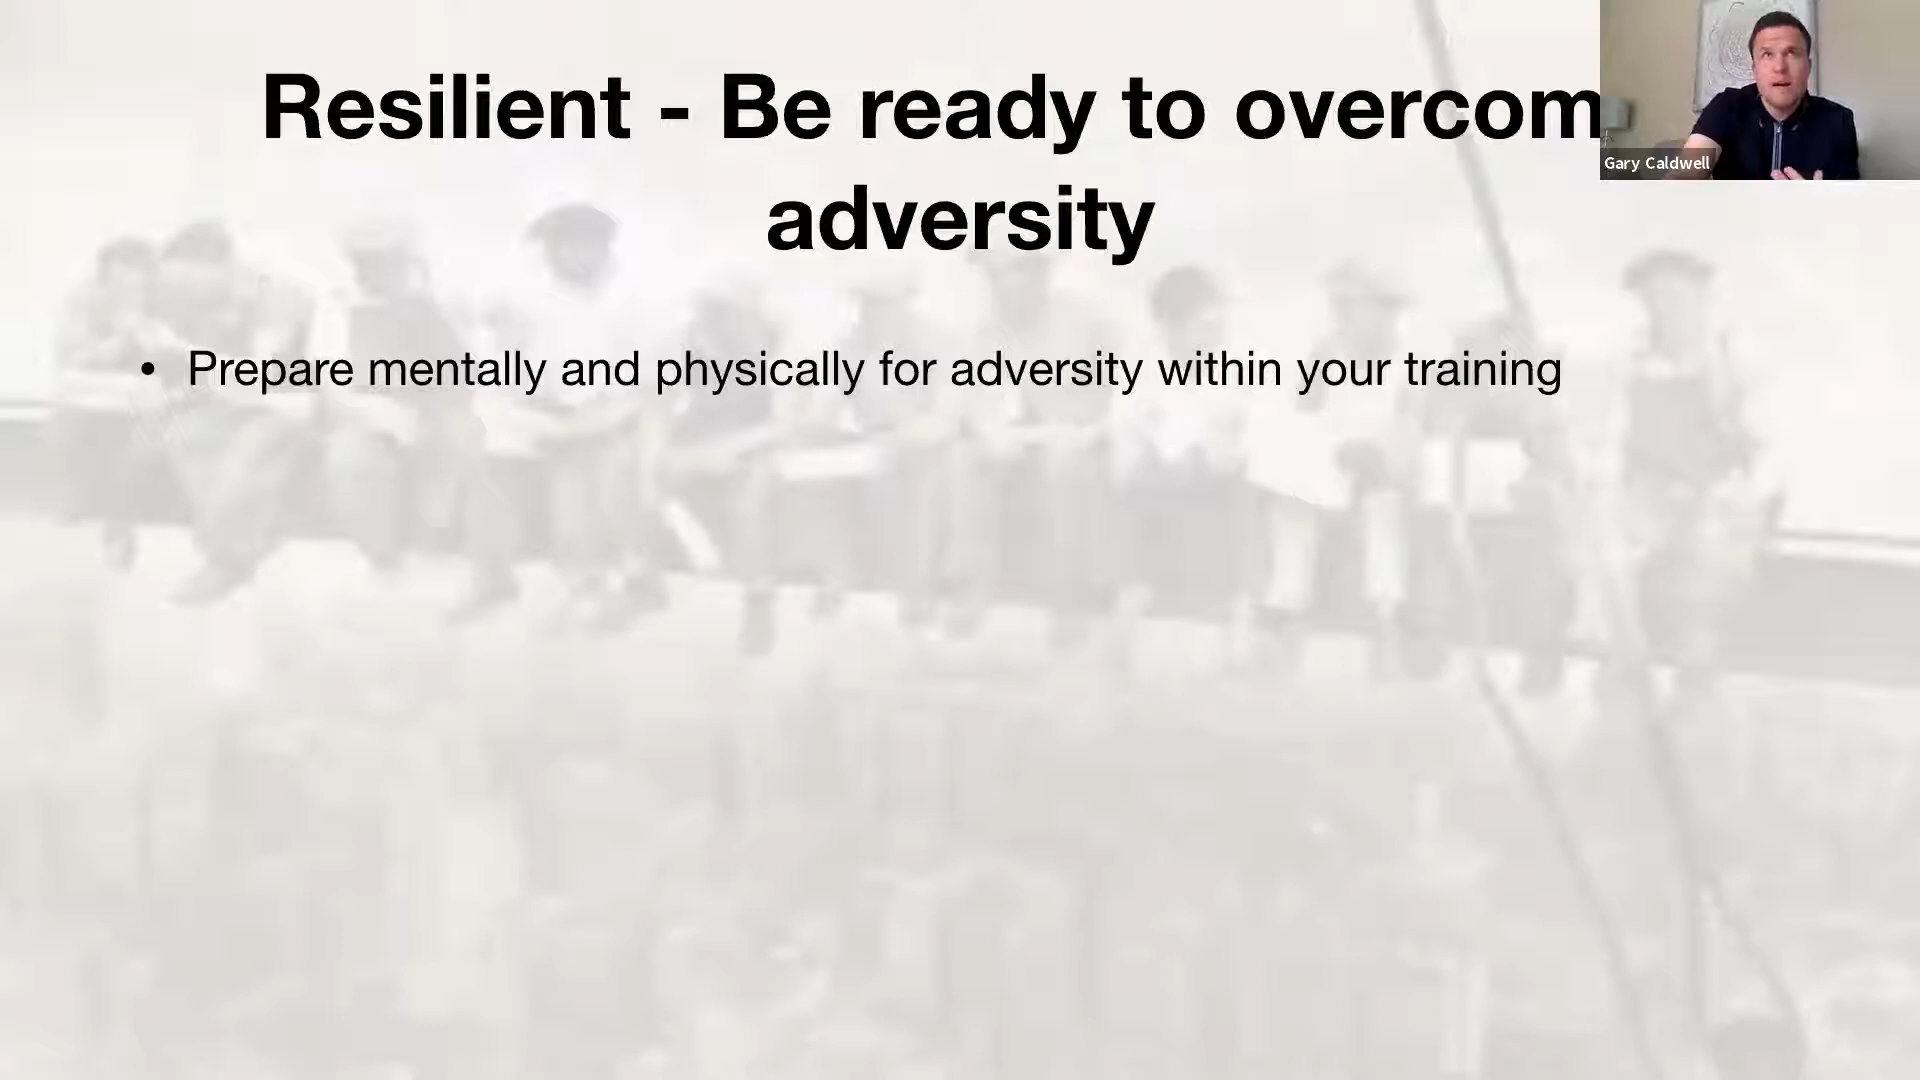 Resilient - Be ready to overcom
adversity
Gary Caldwell
• Prepare mentally and physically for adversity within your training